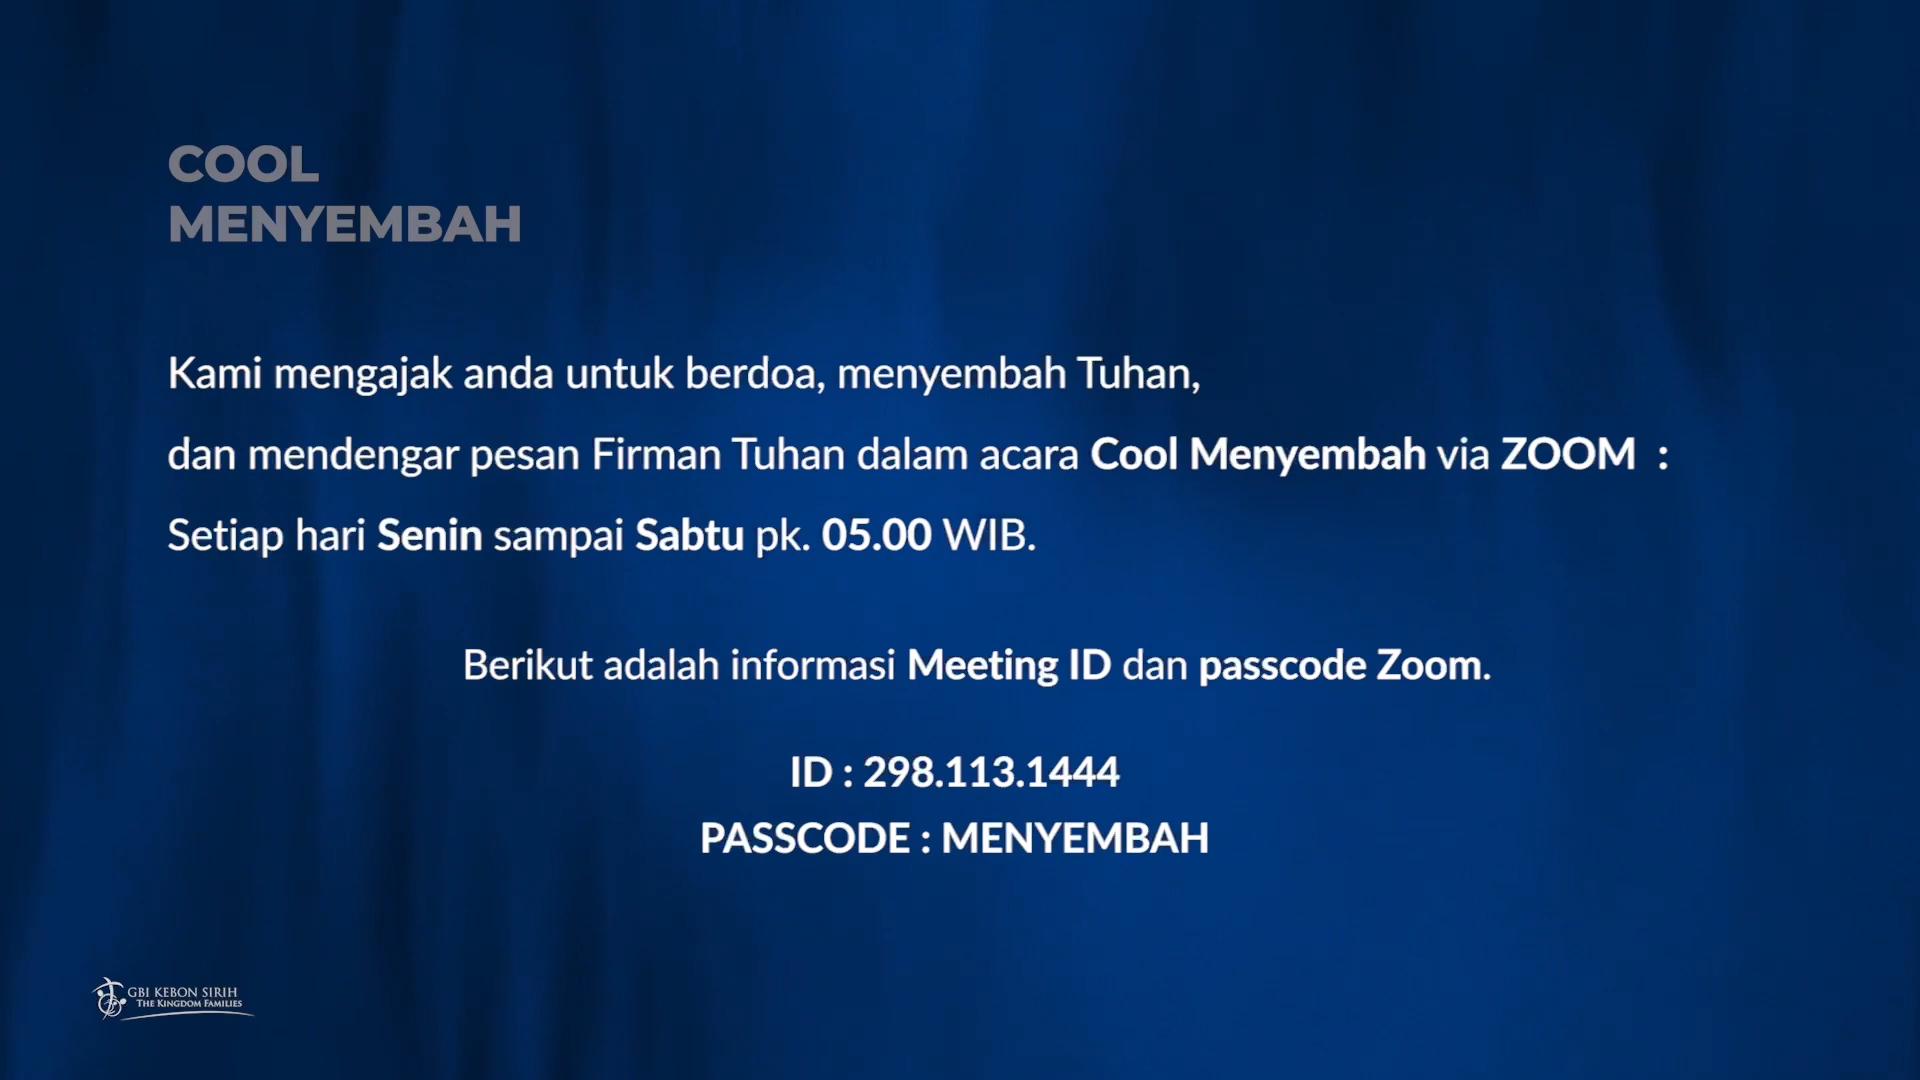 COOL
MENYEMBAH
Kami mengajak anda untuk berdoa, menyembah Tuhan,
dan mendengar pesan Firman Tuhan dalam acara Cool Menyembah via ZOOM :
Setiap hari Senin sampai Sabtu pk. 05.00 WIB.
Berikut adalah informasi Meeting ID dan passcode Zoom.
ID : 298.113.1444
PASSCODE : MENYEMBAH
GBI KEBON SIRIH
THE KINGDOM FAMILIES